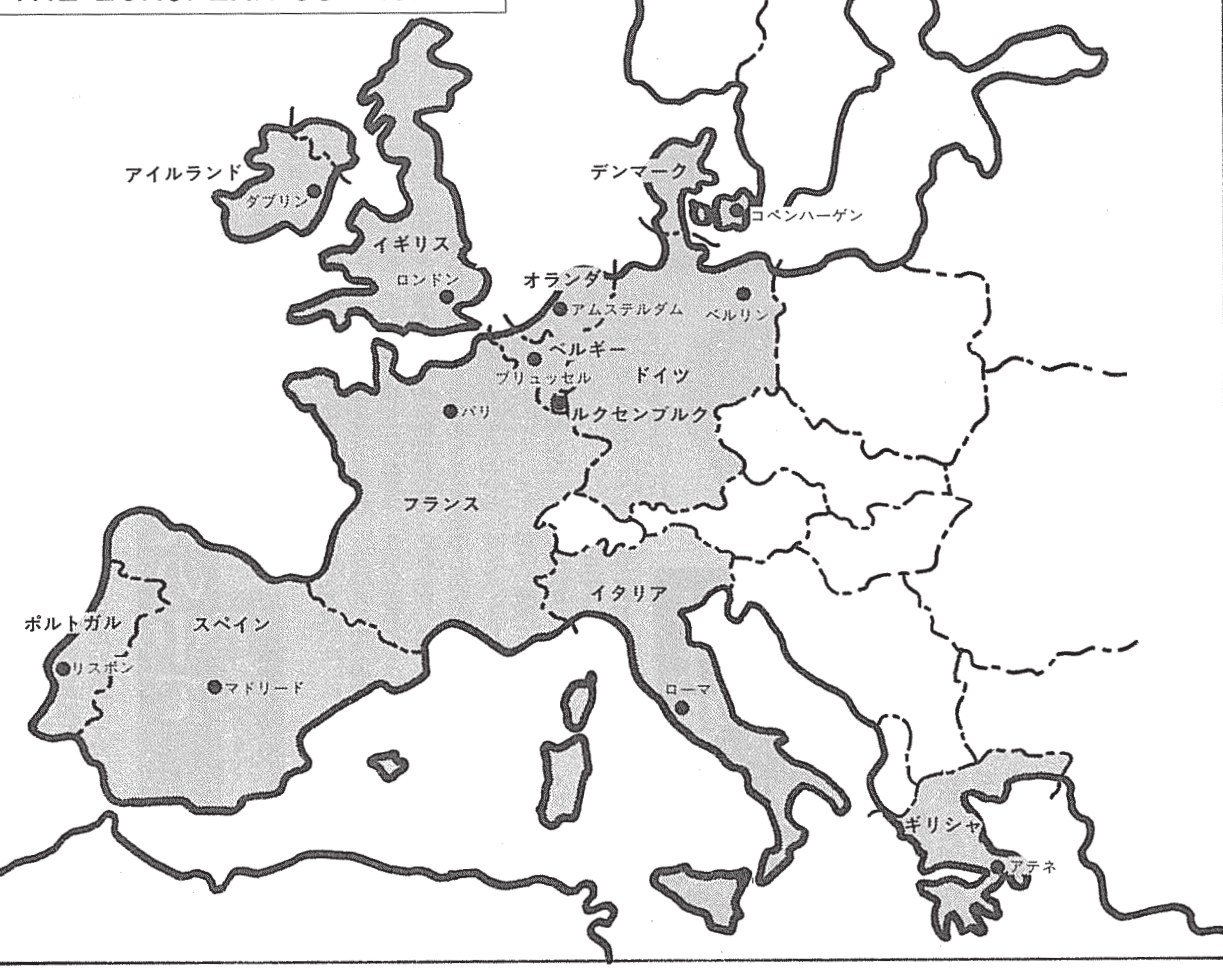 アイルランド
ダブリン
イギリス
ロンドン
デンマーク
コペンハーゲン
オランダ
アムステルダム
ベルリン
ベルギー
ブリュッセル
ドイツ
ルクセンブルク
パリ
フランス
イタリア
ポルトガル
スペイン
リスボン
マドリード
ローマ
ギリシャ
アテネ